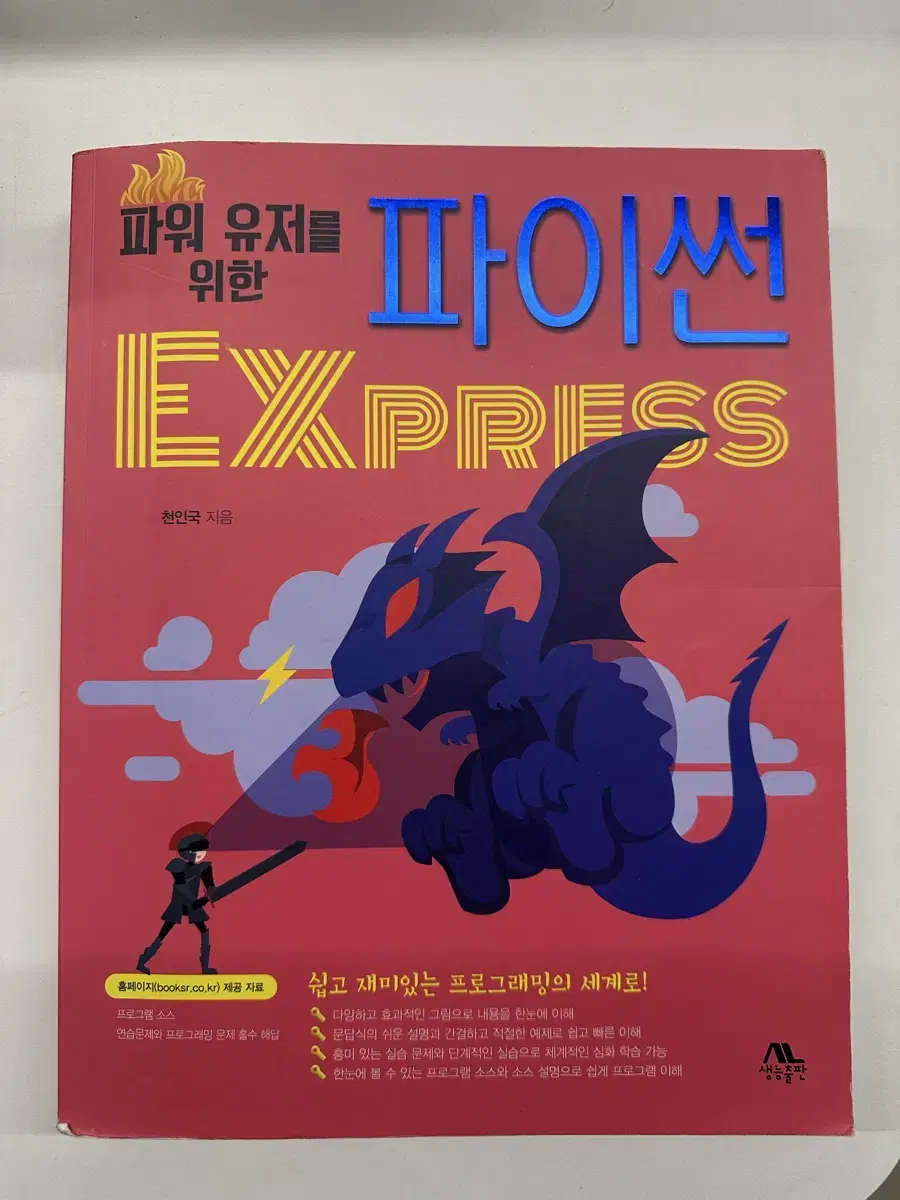 파워 유저를
위한
파이썬
EXPRESS
천인국 지음
홈페이지(booksr.co.kr) 제공 자료
프로그램 소스
연습문제와 프로그래밍 문제 홀수 해답
쉽고 재미있는 프로그래밍의 세계로!
다양하고 효과적인 그림으로 내용을 한눈에 이해
문답식의 쉬운 설명과 간결하고 적절한 예제로 쉽고 빠른 이해
흥미 있는 실습 문제와 단계적인 실습으로 체계적인 심화 학습 가능
한눈에 볼 수 있는 프로그램 소스와 소스 설명으로 쉽게 프로그램 이해
생능출판